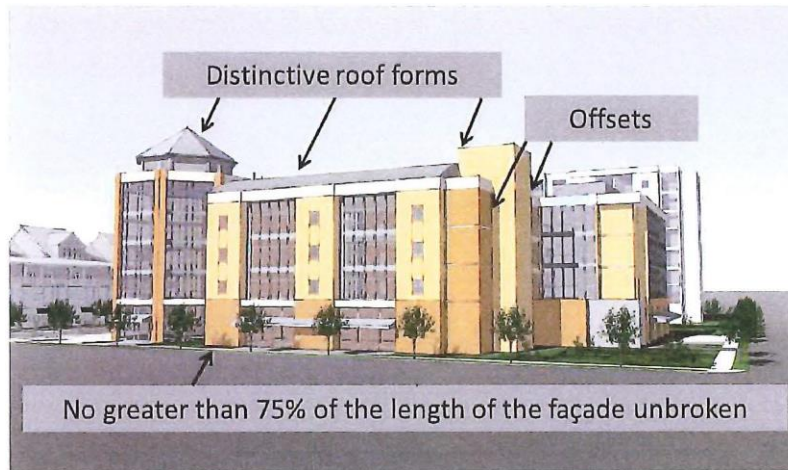 Distinctive roof forms
Offsets
No greater than 75% of the length of the façade unbroken